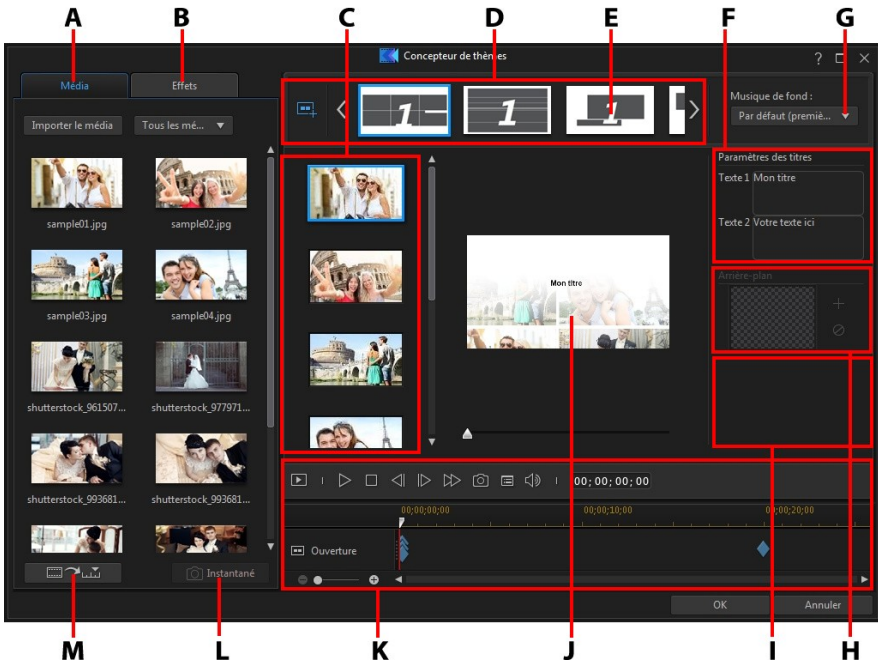 A B C D E F G
Concepteur de thèmes
?
Média Effets
Importer le média Tous les mé...
1 1 1
Musique de fond :
Par défaut (premiè...
sample01.jpg sample02.jpg
sample03.jpg sample04.jpg
shutterstock_961507... shutterstock_977971...
shutterstock_993681... shutterstock_993681...
Mon titre
Paramètres des titres
Texte 1 Mon titre
Texte 2 Votre texte ici
Arrière-plan
00; 00; 00; 00
00;00;00;00 00;00;10;00 00;00;20;00
Ouverture
Instantané
OK Annuler
M L K J I H